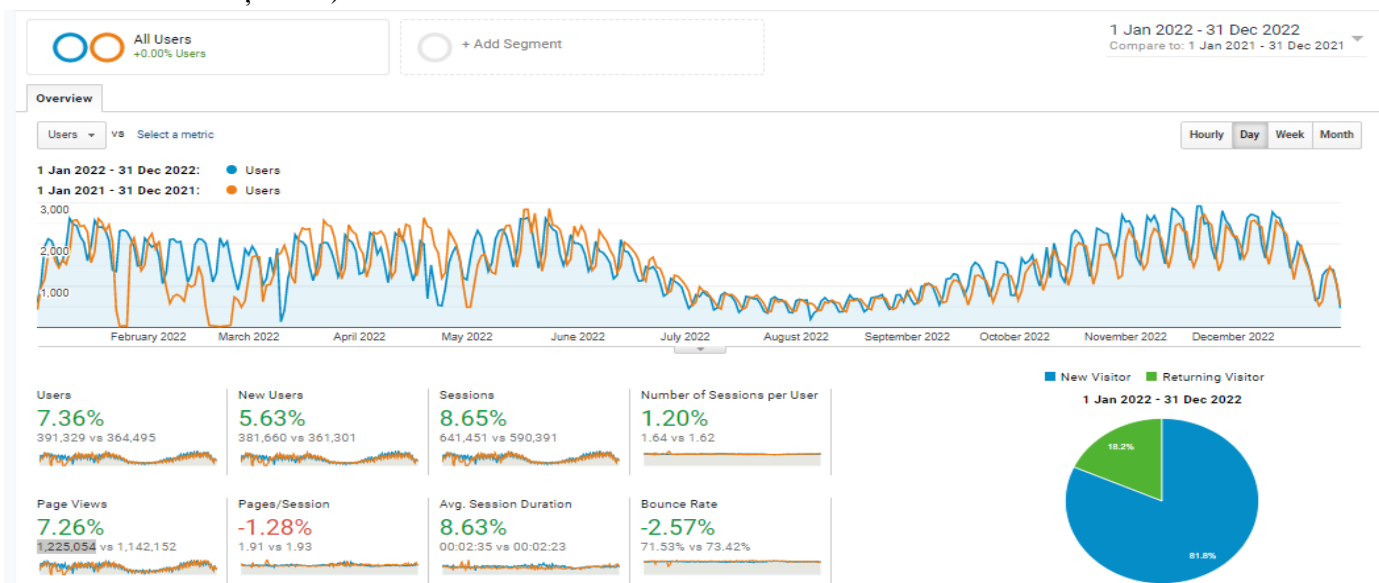 All Users
+0.00% Users
+ Add Segment
1 Jan 2022 - 31 Dec 2022
Compare to: 1 Jan 2021 - 31 Dec 2021
Overview
Users vs Select a metric
Hourly Day Week Month
1 Jan 2022 - 31 Dec 2022: Users
1 Jan 2021 - 31 Dec 2021: Users
3,000
2,000
1,000
February 2022 March 2022 April 2022 May 2022 June 2022 July 2022 August 2022 September 2022 October 2022 November 2022 December 2022
New Visitor Returning Visitor
1 Jan 2022 - 31 Dec 2022
18.2%
81.8%
Users
7.36%
391,329 vs 364,495
New Users
5.63%
381,660 vs 361,301
Sessions
8.65%
641,451 vs 590,391
Number of Sessions per User
1.20%
1.64 vs 1.62
Page Views
7.26%
1,225,054 vs 1,142,152
Pages/Session
-1.28%
1.91 vs 1.93
Avg. Session Duration
8.63%
00:02:35 vs 00:02:23
Bounce Rate
-2.57%
71.53% vs 73.42%